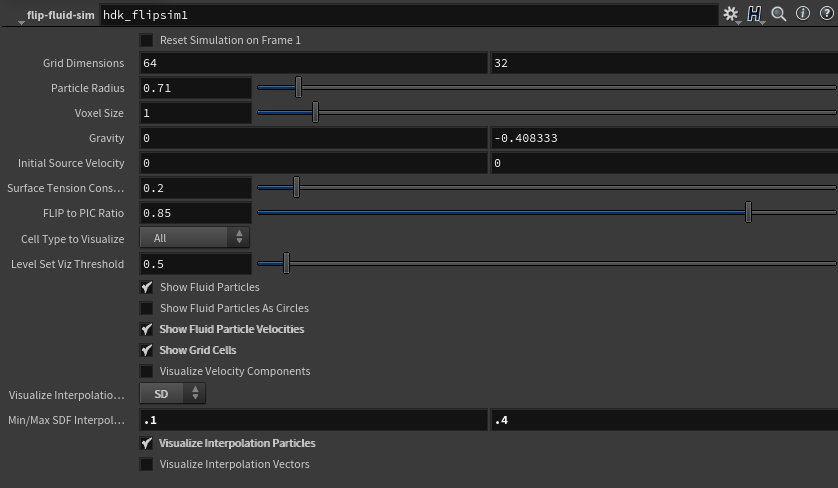 flip-fluid-sim hdk_flipsim1
Reset Simulation on Frame 1
Grid Dimensions 64 32
Particle Radius 0.71
Voxel Size 1
Gravity 0 -0.408333
Initial Source Velocity 0 0
Surface Tension Cons... 0.2
FLIP to PIC Ratio 0.85
Cell Type to Visualize All
Level Set Viz Threshold 0.5
Show Fluid Particles
Show Fluid Particles As Circles
Show Fluid Particle Velocities
Show Grid Cells
Visualize Velocity Components
Visualize Interpolatio... SD
Min/Max SDF Interpol... .1 .4
Visualize Interpolation Particles
Visualize Interpolation Vectors